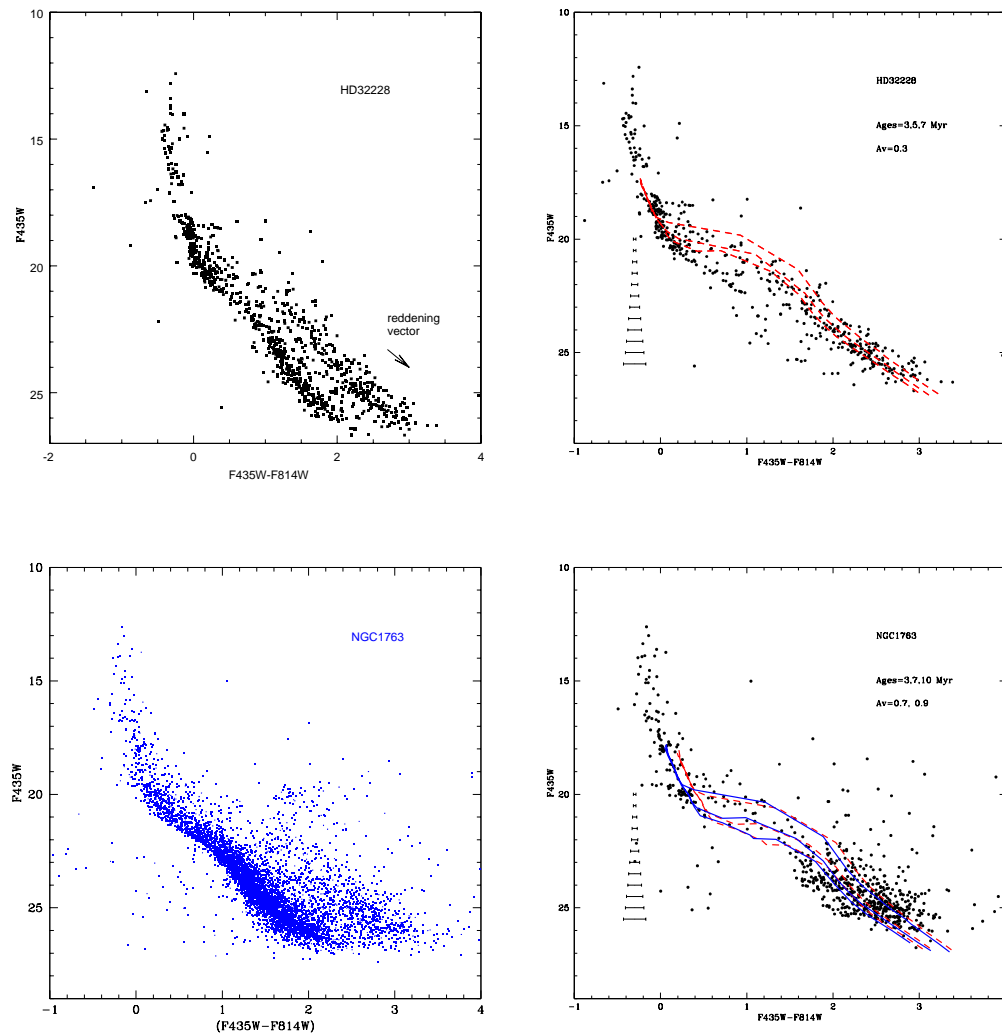 10
15
20
25
F435W
HD32228
reddening
vector
-2
0
2
4
F435W-F814W
10
15
20
25
F435W
HD32228
Ages=3,5,7 Myr
Av=0.3
-1
0
1
2
3
F435W-F814W
10
15
20
25
F435W
NGC1763
-1
0
1
2
3
4
(F435W-F814W)
10
15
20
25
F435W
NGC1763
Ages=3,7,10 Myr
Av=0.7, 0.9
-1
0
1
2
3
F435W-F814W